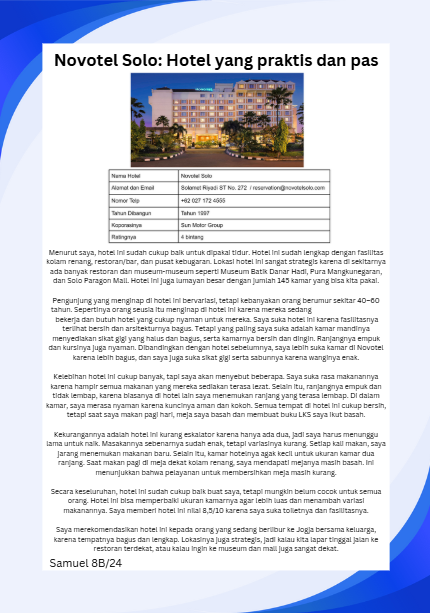 Novotel Solo: Hotel yang praktis dan pas
Nama Hotel Novotel Solo
Alamat dan Email Solamat Riyadi ST No. 272 / reservation@novotelsolo.com
Nomor Telp +62 027 172 4555
Tahun Dibangun Tahun 1997
Koporasinya Sun Motor Group
Ratingnya 4 bintang
Menurut saya, hotel ini sudah cukup baik untuk dipakai tidur. Hotel ini sudah lengkap dengan fasilitas
kolam renang, restoran/bar, dan pusat kebugaran. Lokasi hotel ini sangat strategis karena di sekitarnya
ada banyak restoran dan museum-museum seperti Museum Batik Danar Hadi, Pura Mangkunegaran,
dan Solo Paragon Mall. Hotel ini juga lumayan besar dengan jumlah 145 kamar yang bisa kita pakai.
Pengunjung yang menginap di hotel ini bervariasi, tetapi kebanyakan orang berumur sekitar 40–60
tahun. Sepertinya orang seusia itu menginap di hotel ini karena mereka sedang
bekerja dan butuh hotel yang cukup nyaman untuk mereka. Saya suka hotel ini karena fasilitasnya
terlihat bersih dan arsitekturnya bagus. Tetapi yang paling saya suka adalah kamar mandinya
menyediakan sikat gigi yang halus dan bagus, serta kamarnya bersih dan dingin. Ranjangnya empuk
dan kursinya juga nyaman. Dibandingkan dengan hotel sebelumnya, saya lebih suka kamar di Novotel
karena lebih bagus, dan saya juga suka sikat gigi serta sabunnya karena wanginya enak.
Kelebihan hotel ini cukup banyak, tapi saya akan menyebut beberapa. Saya suka rasa makanannya
karena hampir semua makanan yang mereka sediakan terasa lezat. Selain itu, ranjangnya empuk dan
tidak lembap, karena biasanya di hotel lain saya menemukan ranjang yang terasa lembap. Di dalam
kamar, saya merasa nyaman karena kuncinya aman dan kokoh. Semua tempat di hotel ini cukup bersih,
tetapi saat saya makan pagi hari, meja saya basah dan membuat buku LKS saya ikut basah.
Kekurangannya adalah hotel ini kurang eskalator karena hanya ada dua, jadi saya harus menunggu
lama untuk naik. Masakannya sebenarnya sudah enak, tetapi variasinya kurang. Setiap kali makan, saya
jarang menemukan makanan baru. Selain itu, kamar hotelnya agak kecil untuk ukuran kamar dua
ranjang. Saat makan pagi di meja dekat kolam renang, saya mendapati mejanya masih basah. Ini
menunjukkan bahwa pelayanan untuk membersihkan meja masih kurang.
Secara keseluruhan, hotel ini sudah cukup baik buat saya, tetapi mungkin belum cocok untuk semua
orang. Hotel ini bisa memperbaiki ukuran kamarnya agar lebih luas dan menambah variasi
makanannya. Saya memberi hotel ini nilai 8,5/10 karena saya suka toiletnya dan fasilitasnya.
Saya merekomendasikan hotel ini kepada orang yang sedang berlibur ke Jogja bersama keluarga,
karena tempatnya bagus dan lengkap. Lokasinya juga strategis, jadi kalau kita lapar tinggal jalan ke
restoran terdekat, atau kalau ingin ke museum dan mall juga sangat dekat.
Samuel 8B/24